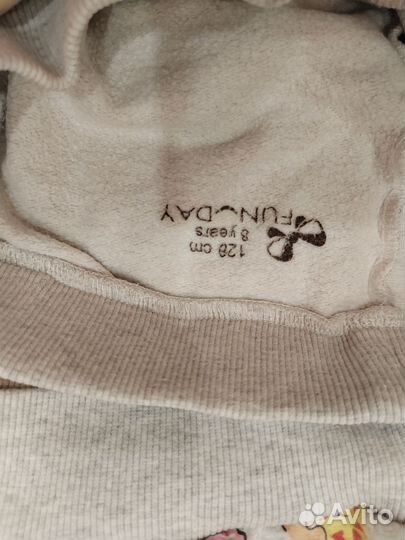 FUN DAY
8 years
128 cm
Avito